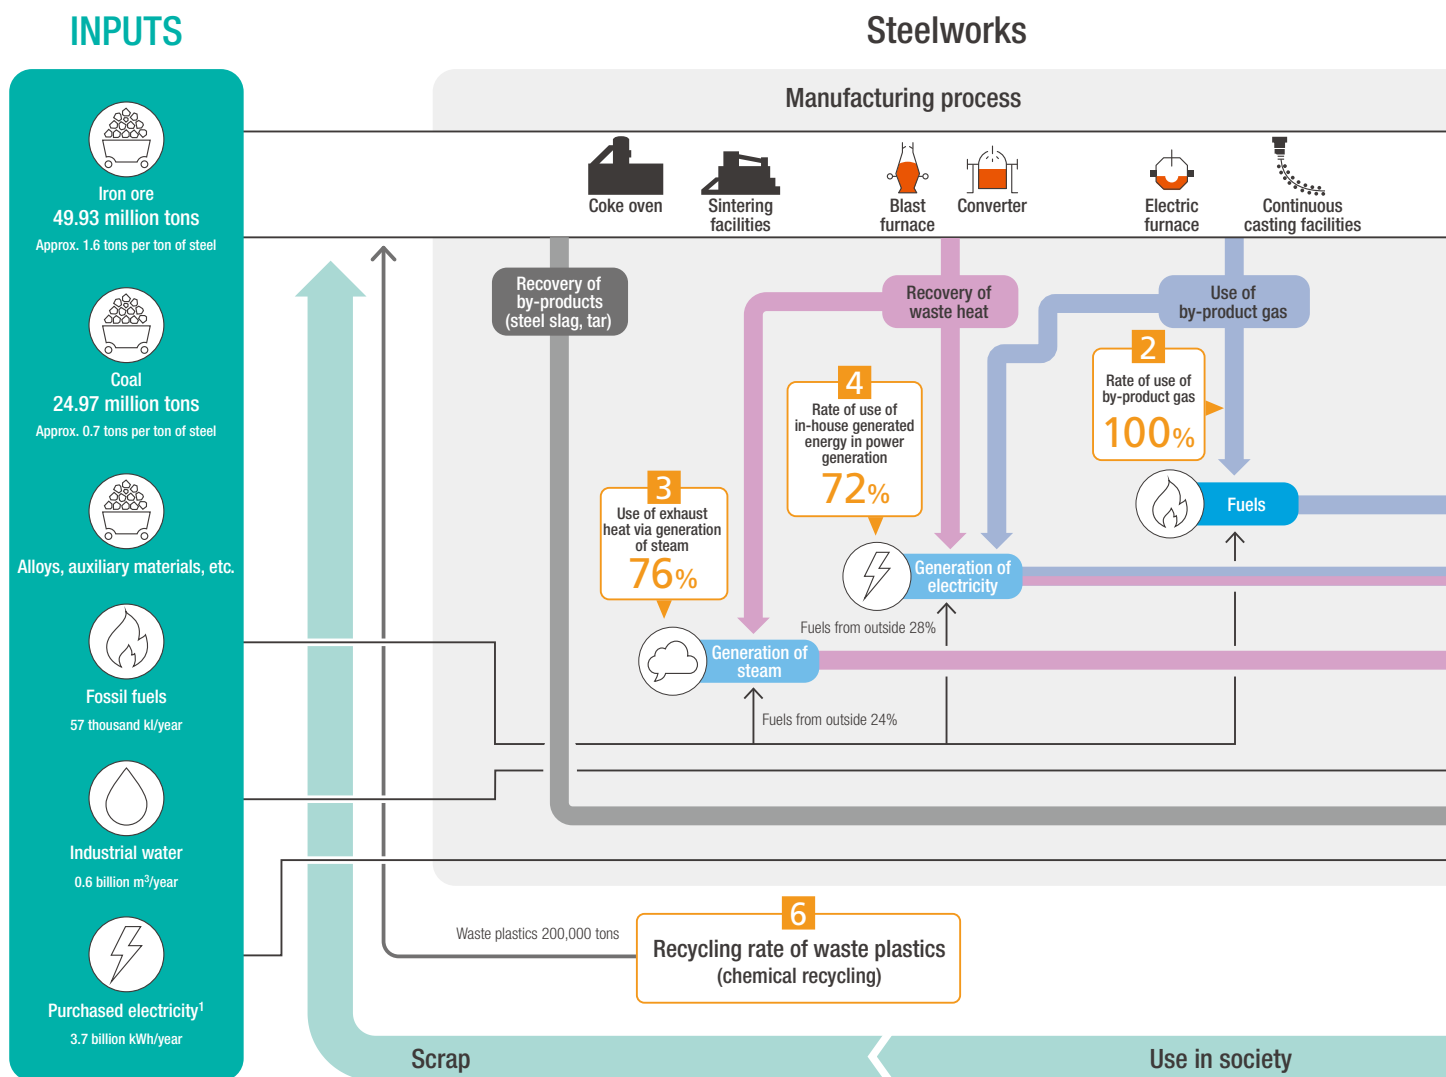 INPUTS
Iron ore
49.93 million tons
Approx. 1.6 tons per ton of steel
Coal
24.97 million tons
Approx. 0.7 tons per ton of steel
Alloys, auxiliary materials, etc.
Fossil fuels
57 thousand kl/year
Industrial water
0.6 billion m³/year
Purchased electricity¹
3.7 billion kWh/year
Steelworks
Manufacturing process
Coke oven
Sintering
facilities
Blast
furnace
Converter
Electric
furnace
Continuous
casting facilities
Recovery of
by-products
(steel slag, tar)
Recovery of
waste heat
Use of
by-product gas
2
Rate of use of
by-product gas
100%
4
Rate of use of
in-house generated
energy in power
generation
72%
3
Use of exhaust
heat via generation
of steam
76%
Fuels
Generation of
electricity
Fuels from outside 28%
Generation of
steam
Fuels from outside 24%
6
Waste plastics 200,000 tons
Recycling rate of waste plastics
(chemical recycling)
Scrap
Use in society